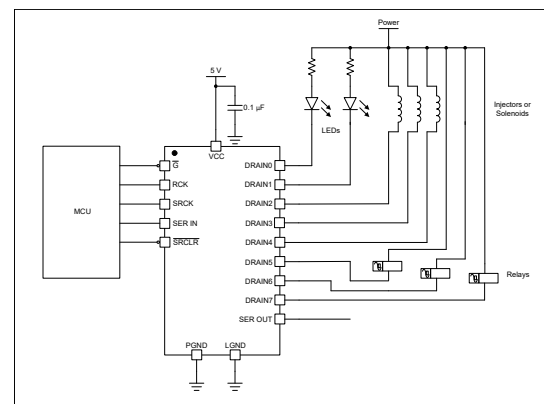 Power
5 V
0.1 µF
LEDs
Injectors or
Solenoids
MCU
VCC
G
RCK
SRCK
SER IN
SRCLR
DRAIN0
DRAIN1
DRAIN2
DRAIN3
DRAIN4
DRAIN5
DRAIN6
DRAIN7
SER OUT
Relays
PGND
LGND